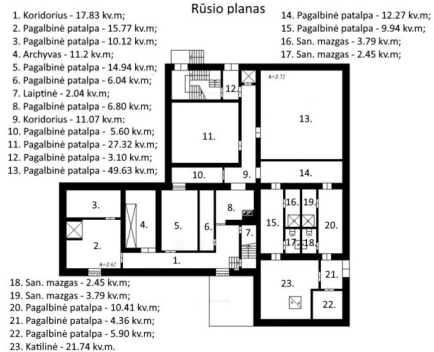 Rūsio planas
1. Koridorius - 17.83 kv.m;
2. Pagalbinė patalpa - 15.77 kv.m;
3. Pagalbinė patalpa - 10.12 kv.m;
4. Archyvas - 11.2 kv.m;
5. Pagalbinė patalpa - 14.94 kv.m;
6. Pagalbinė patalpa - 6.04 kv.m;
7. Laiptinė - 2.04 kv.m;
8. Pagalbinė patalpa - 6.80 kv.m;
9. Koridorius - 11.07 kv.m;
10. Pagalbinė patalpa - 5.60 kv.m;
11. Pagalbinė patalpa - 27.32 kv.m;
12. Pagalbinė patalpa - 3.10 kv.m;
13. Pagalbinė patalpa - 49.63 kv.m;
14. Pagalbinė patalpa - 12.27 kv.m;
15. Pagalbinė patalpa - 9.94 kv.m;
16. San. mazgas - 3.79 kv.m;
17. San. mazgas - 2.45 kv.m;
12.
h=2.72
11.
13.
10.
9.
14.
3.
4.
5.
6.
8.
15.
16.
19.
20.
2.
7.
17.
18.
h=2.62
1.
23.
21.
22.
18. San. mazgas - 2.45 kv.m;
19. San. mazgas - 3.79 kv.m;
20. Pagalbinė patalpa - 10.41 kv.m;
21. Pagalbinė patalpa - 4.36 kv.m;
22. Pagalbinė patalpa - 5.90 kv.m;
23. Katilinė - 21.74 kv.m.